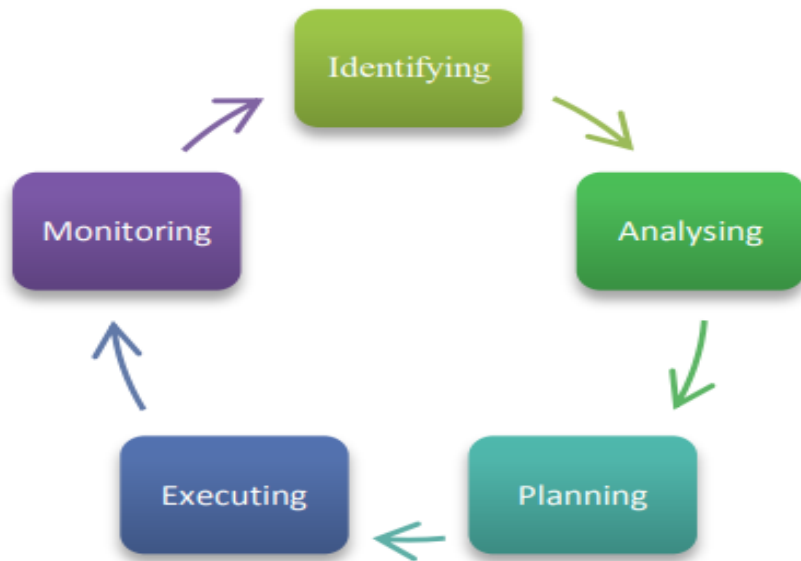 Identifying
Analysing
Planning
Executing
Monitoring